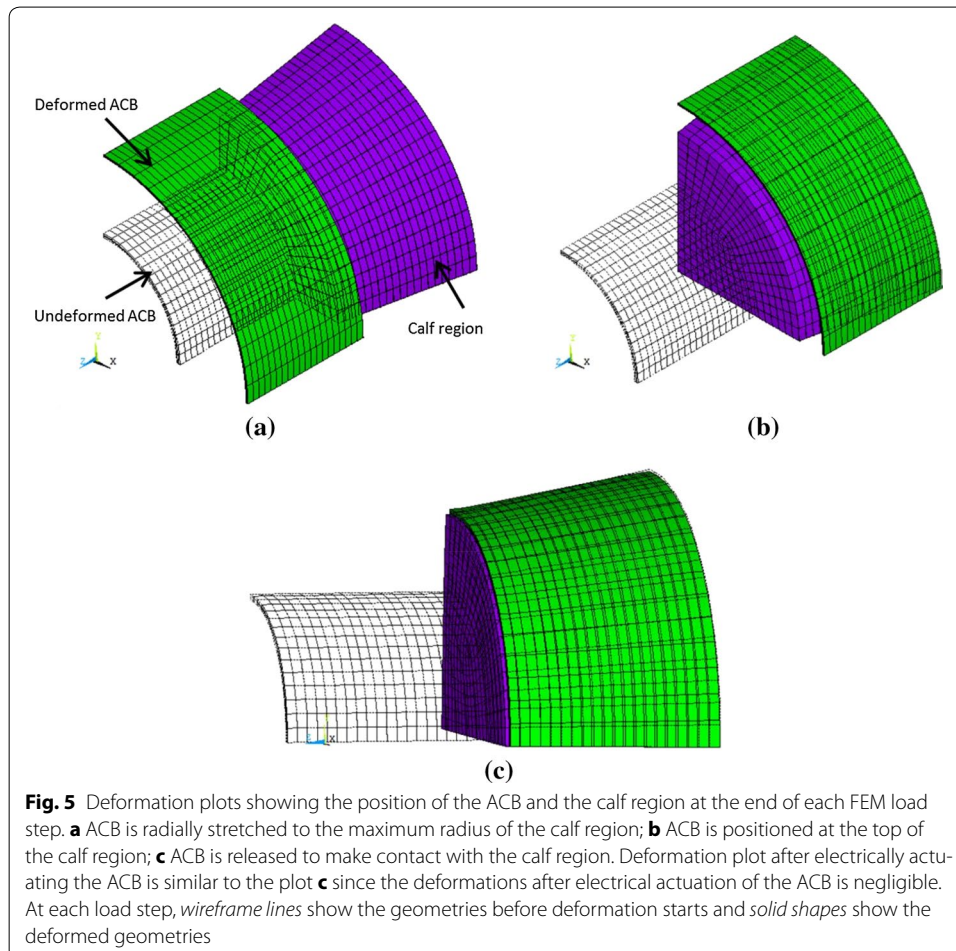 Deformed ACB
Undeformed ACB
Calf region
Y
Z
X
(a)
Y
Z
X
(b)
Y
Z
X
(c)
Fig. 5 Deformation plots showing the position of the ACB and the calf region at the end of each FEM load
step. a ACB is radially stretched to the maximum radius of the calf region; b ACB is positioned at the top of
the calf region; c ACB is released to make contact with the calf region. Deformation plot after electrically actu-
ating the ACB is similar to the plot c since the deformations after electrical actuation of the ACB is negligible.
At each load step, wireframe lines show the geometries before deformation starts and solid shapes show the
deformed geometries